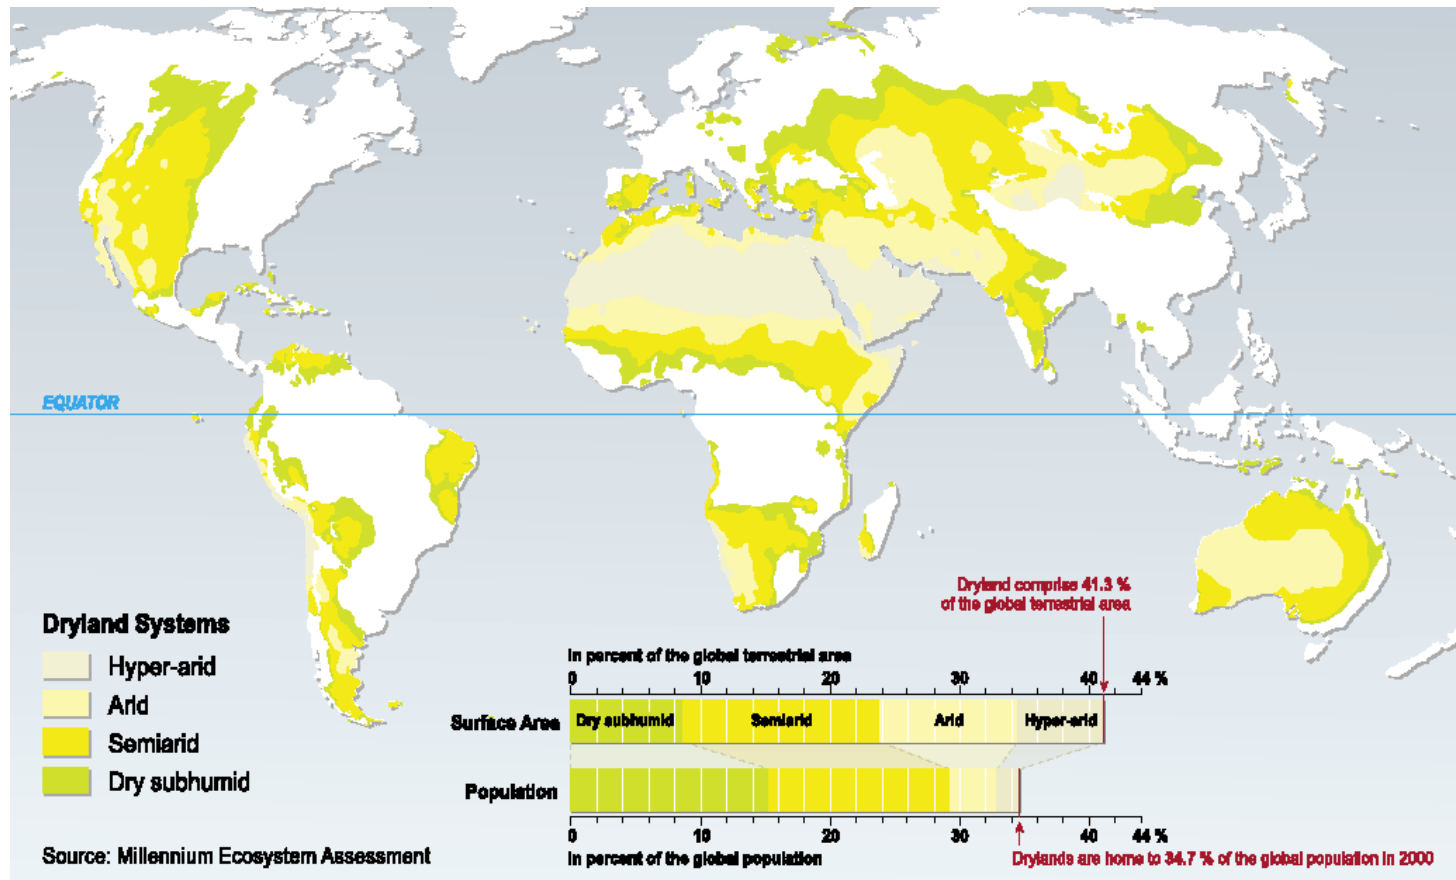 EQUATOR
Dryland comprise 41.3 %
of the global terrestrial area
Dryland Systems
Hyper-arid
Arid
Semiarid
Dry subhumid
Source: Millennium Ecosystem Assessment
In percent of the global terrestrial area
0 10 20 30 40 44 %
Surface Area Dry subhumid Semiarid Arid Hyper-arid
Population
0 10 20 30 40 44 %
In percent of the global population
Drylands are home to 34.7 % of the global population in 2000